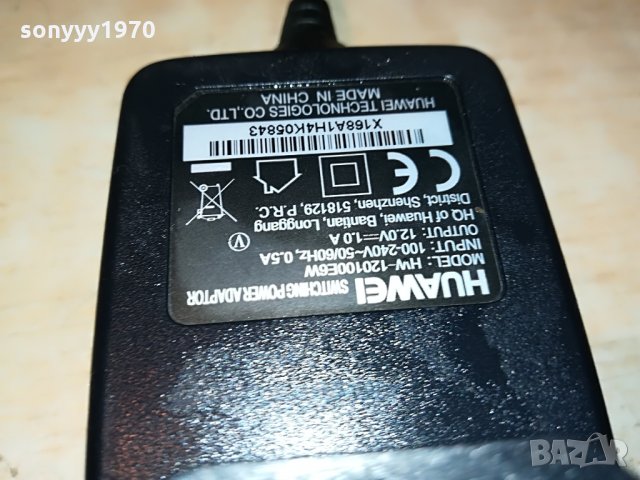 sonyyy1970
HUAWEI SWITCHING POWER ADAPTOR
MODEL: HW-120100E6W
INPUT: 100-240V~50/60Hz, 0.5A
OUTPUT: 12.0V⎓1.0 A
HQ of Huawei, Bantian, Longgang
District, Shenzhen, 518129, P.R.C.
V
CE
X168A1H4K05843
HUAWEI TECHNOLOGIES CO.,LTD.
MADE IN CHINA
BAZAR